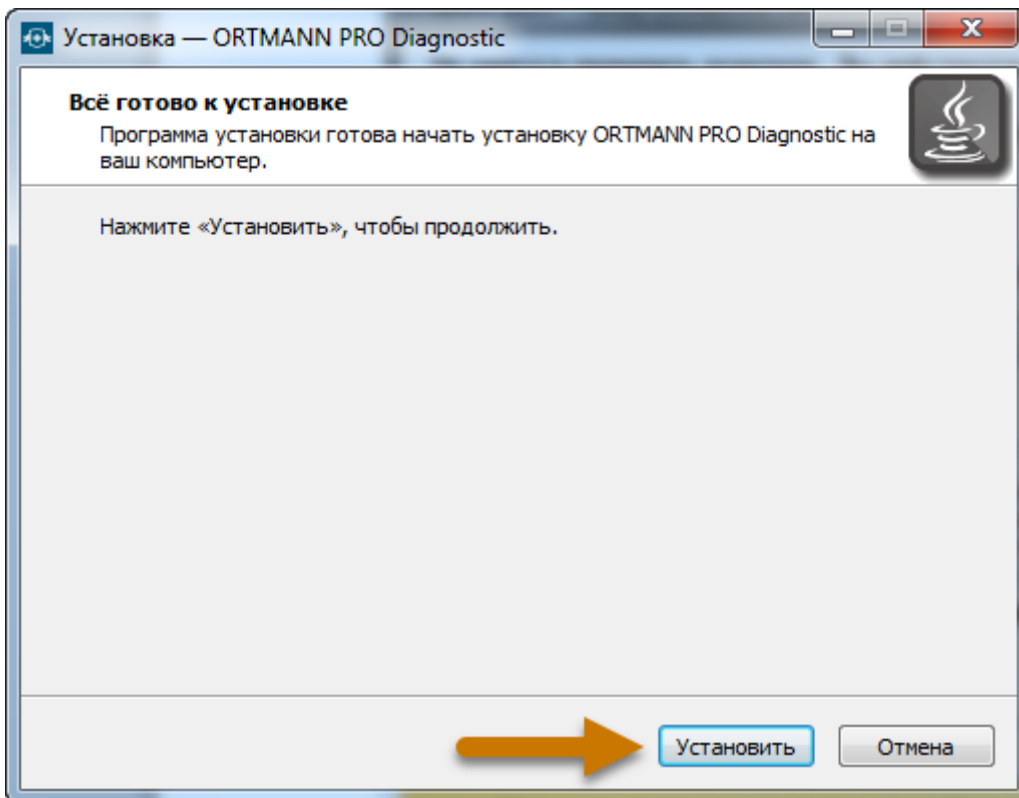 Установка — ORTMANN PRO Diagnostic
Всё готово к установке
Программа установки готова начать установку ORTMANN PRO Diagnostic на
ваш компьютер.
Нажмите «Установить», чтобы продолжить.
Установить
Отмена